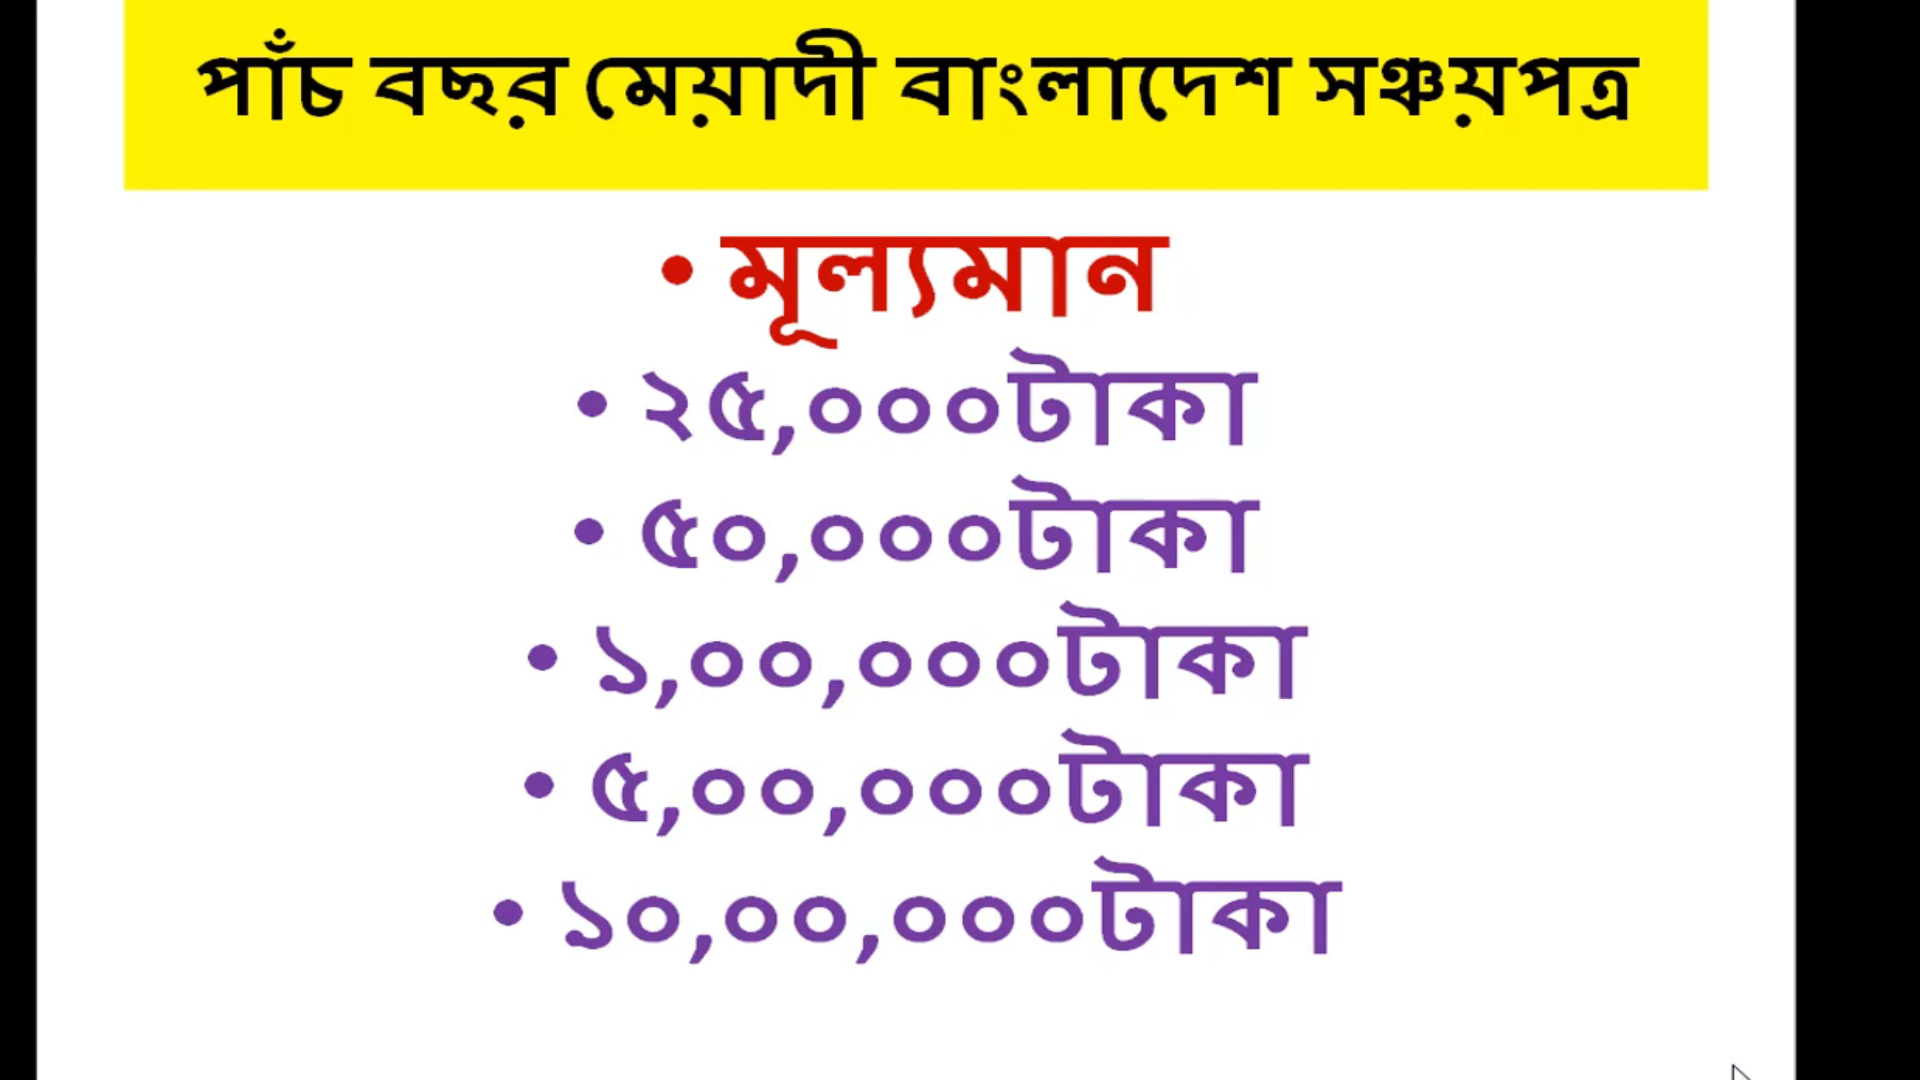 পাঁচ বছর মেয়াদী বাংলাদেশ সঞ্চয়পত্র
• মূল্যমান
• ২৫,০০০টাকা
• ৫০,০০০টাকা
• ১,০০,০০০টাকা
• ৫,০০,০০০টাকা
• ১০,০০,০০০টাকা